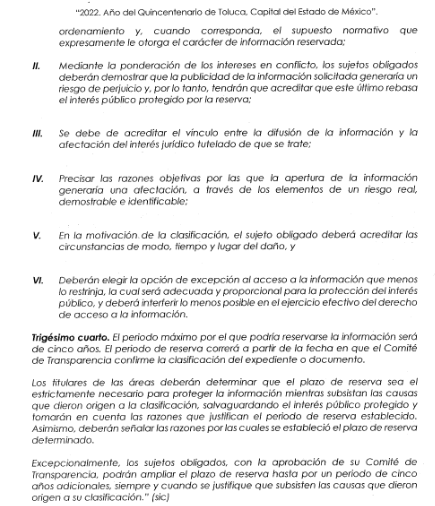 "2022. Año del Quincentenario de Toluca, Capital del Estado de México".
ordenamiento y, cuando corresponda, el supuesto normativo que
expresamente le otorga el carácter de información reservada;
II. Mediante la ponderación de los intereses en conflicto, los sujetos obligados
deberán demostrar que la publicidad de la información solicitada generaría un
riesgo de perjuicio y, por lo tanto, tendrán que acreditar que este último rebasa
el interés público protegido por la reserva;
III. Se debe de acreditar el vínculo entre la difusión de la información y la
afectación del interés jurídico tutelado de que se trate;
IV. Precisar las razones objetivas por las que la apertura de la información
generaría una afectación, a través de los elementos de un riesgo real,
demostrable e identificable;
V. En la motivación de la clasificación, el sujeto obligado deberá acreditar las
circunstancias de modo, tiempo y lugar del daño, y
VI. Deberán elegir la opción de excepción al acceso a la información que menos
lo restrinja, la cual será adecuada y proporcional para la protección del interés
público, y deberá interferir lo menos posible en el ejercicio efectivo del derecho
de acceso a la información.
Trigésimo cuarto. El periodo máximo por el que podría reservarse la información será
de cinco años. El periodo de reserva correrá a partir de la fecha en que el Comité
de Transparencia confirme la clasificación del expediente o documento.
Los titulares de las áreas deberán determinar que el plazo de reserva sea el
estrictamente necesario para proteger la información mientras subsistan las causas
que dieron origen a la clasificación, salvaguardando el interés público protegido y
tomarán en cuenta las razones que justifican el periodo de reserva establecido.
Asimismo, deberán señalar las razones por las cuales se estableció el plazo de reserva
determinado.
Excepcionalmente, los sujetos obligados, con la aprobación de su Comité de
Transparencia, podrán ampliar el plazo de reserva hasta por un periodo de cinco
años adicionales, siempre y cuando se justifique que subsisten las causas que dieron
origen a su clasificación." (sic)